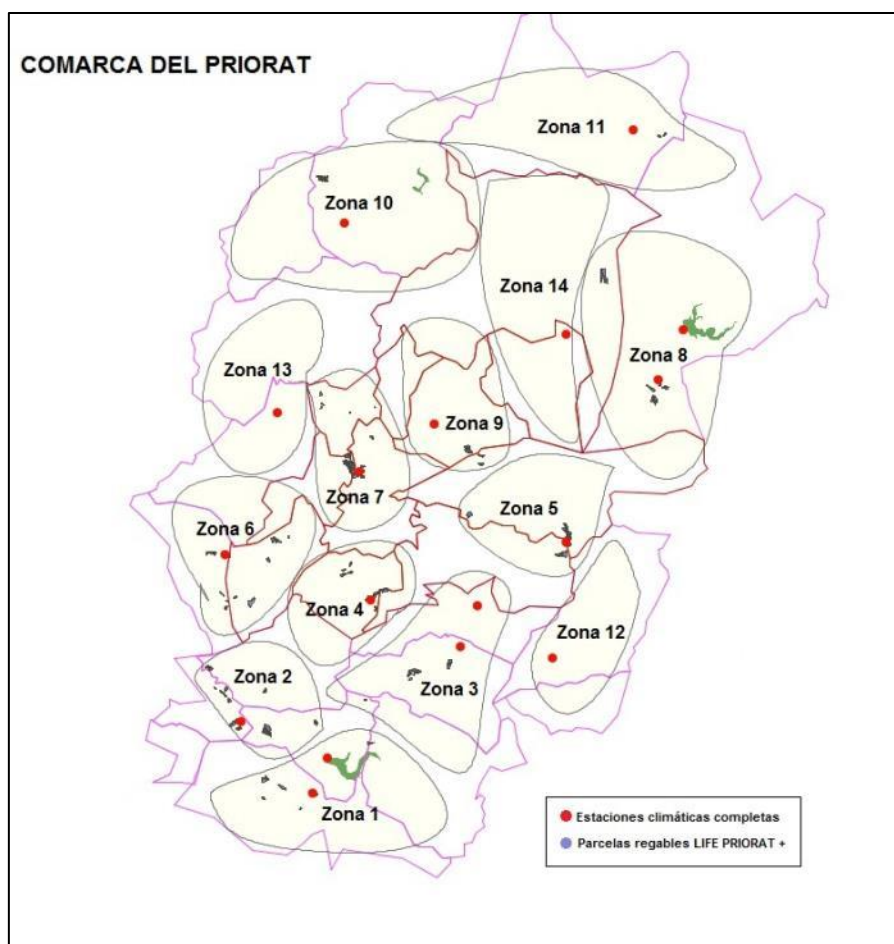 COMARCA DEL PRIORAT
Zona 11
Zona 10
Zona 14
Zona 8
Zona 13
Zona 9
Zona 7
Zona 5
Zona 6
Zona 4
Zona 12
Zona 2
Zona 3
Zona 1
Estaciones climáticas completas
Parcelas regables LIFE PRIORAT +